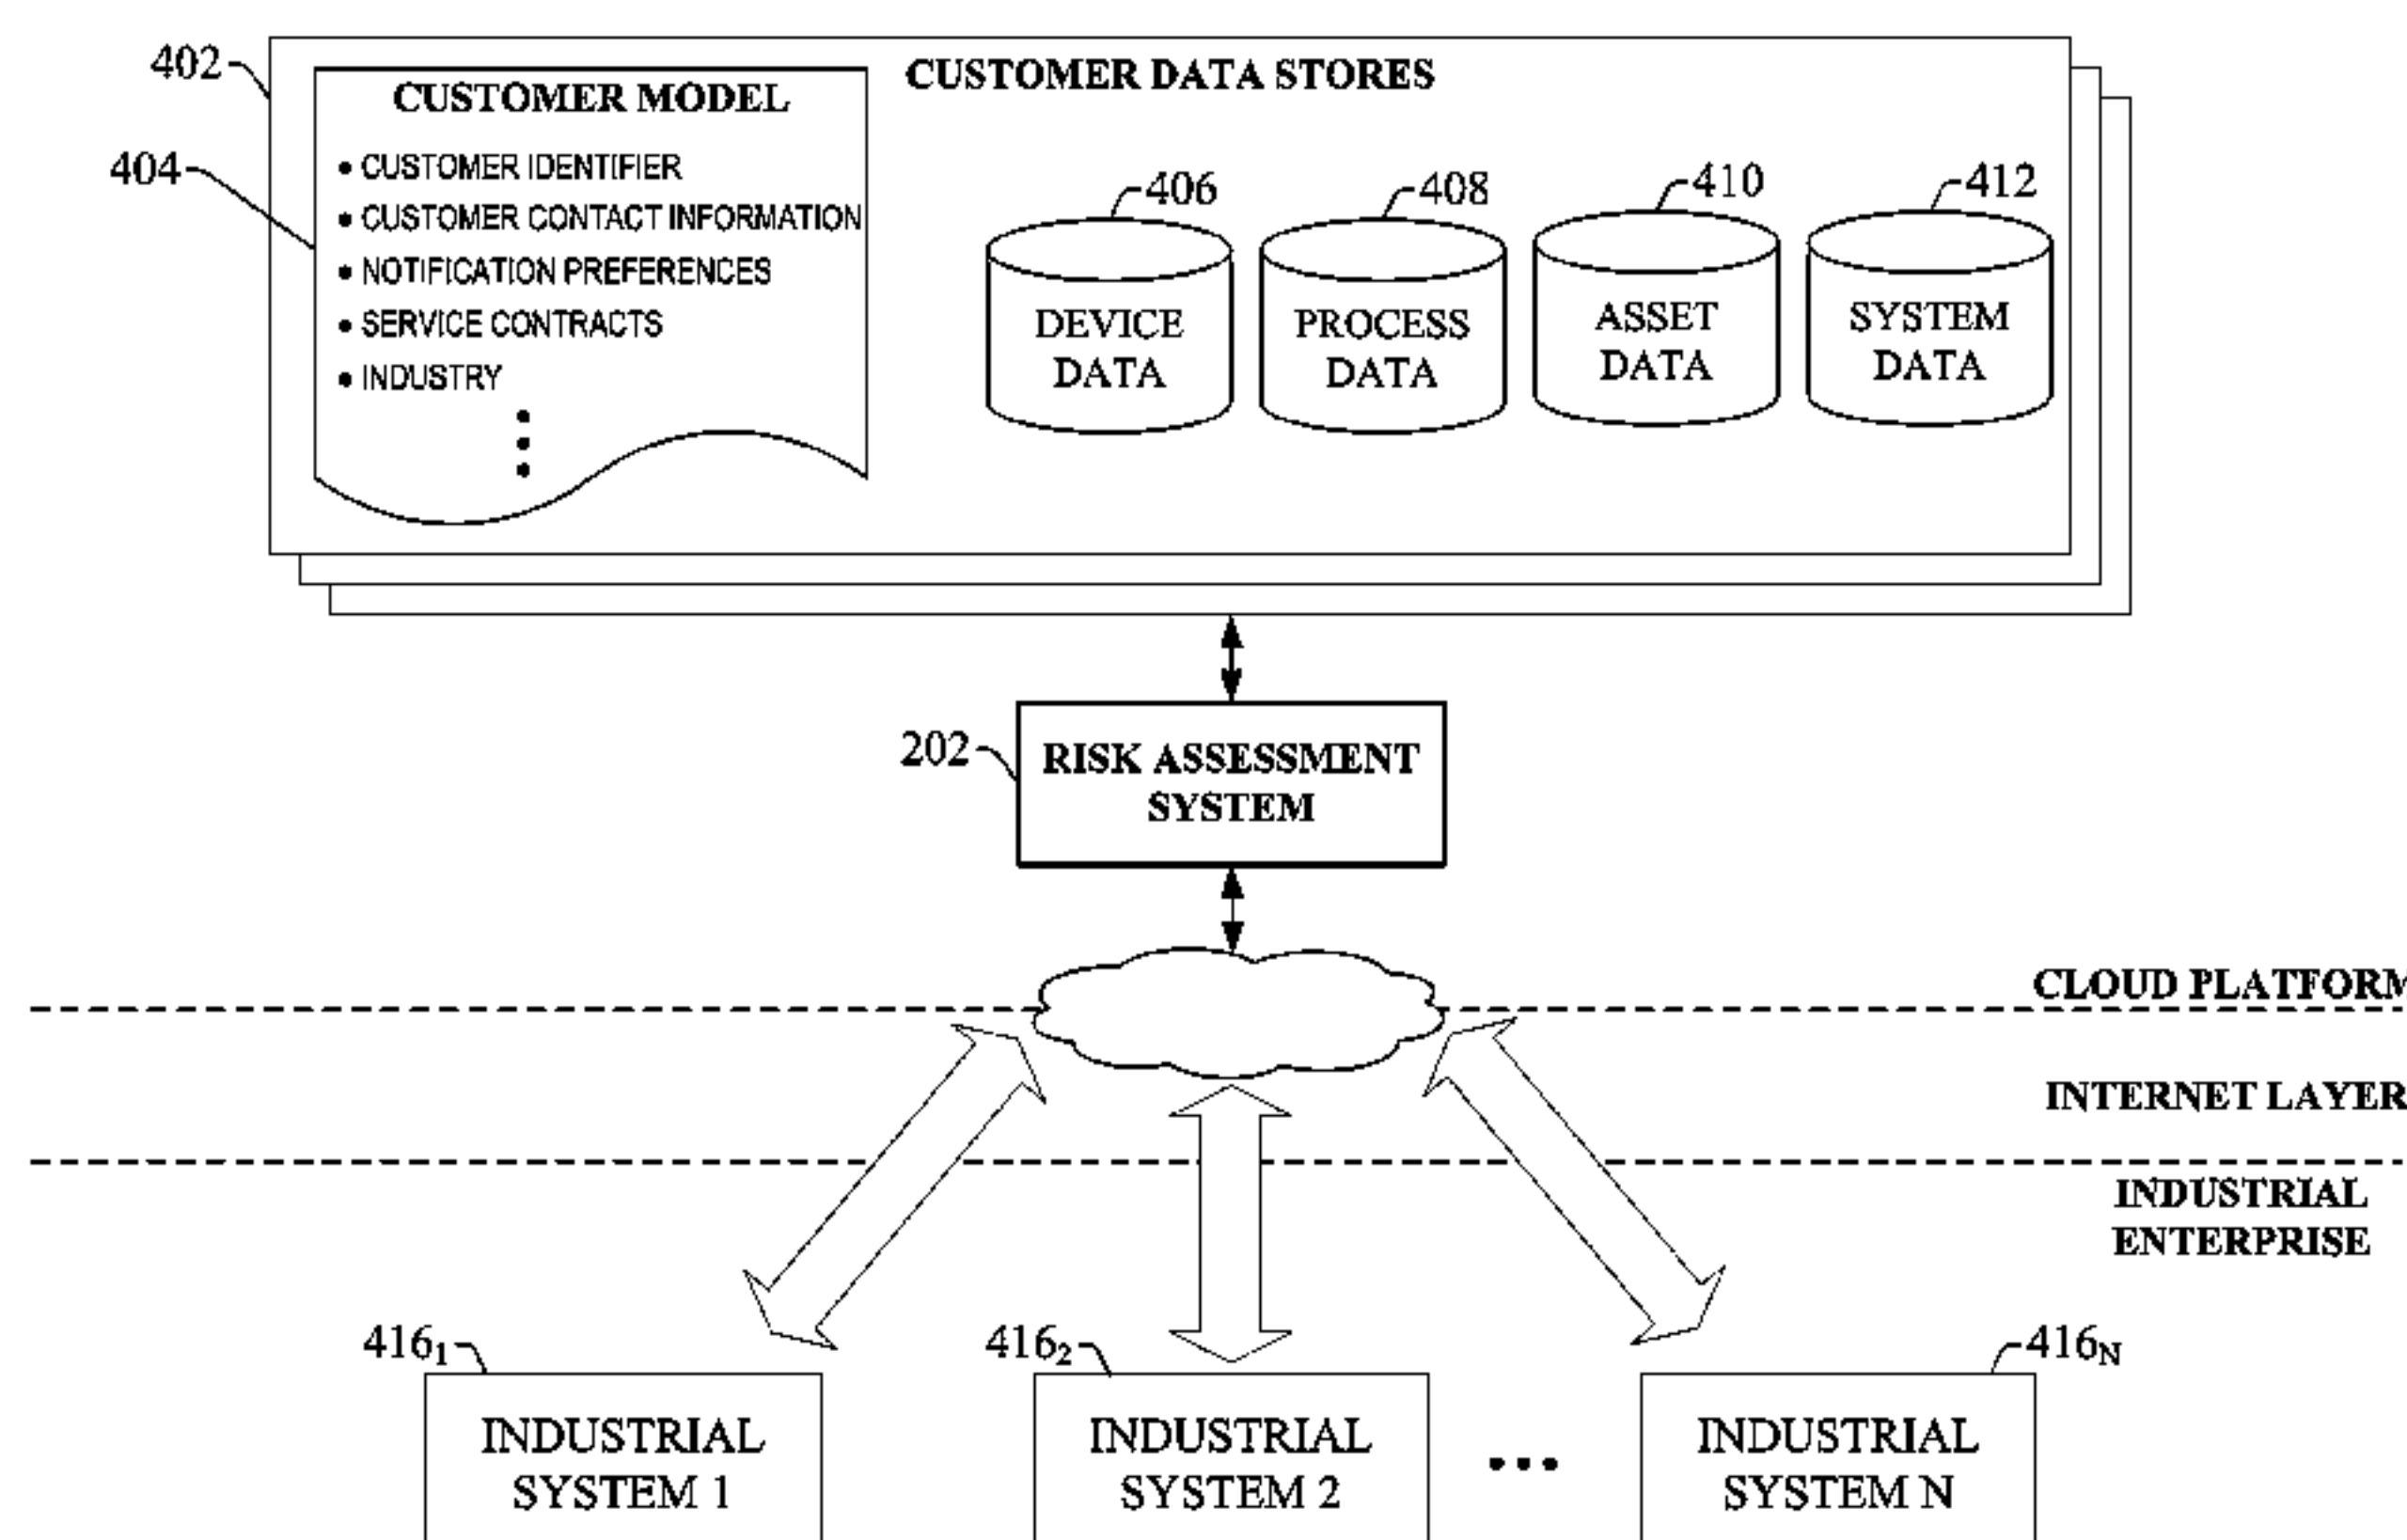 402
CUSTOMER DATA STORES
CUSTOMER MODEL
404
• CUSTOMER IDENTIFIER
• CUSTOMER CONTACT INFORMATION
• NOTIFICATION PREFERENCES
• SERVICE CONTRACTS
• INDUSTRY
406
408
410
412
DEVICE
DATA
PROCESS
DATA
ASSET
DATA
SYSTEM
DATA
202
RISK ASSESSMENT
SYSTEM
CLOUD PLATFORM
INTERNET LAYER
INDUSTRIAL
ENTERPRISE
416₁
416₂
416N
INDUSTRIAL
SYSTEM 1
INDUSTRIAL
SYSTEM 2
• • •
INDUSTRIAL
SYSTEM N